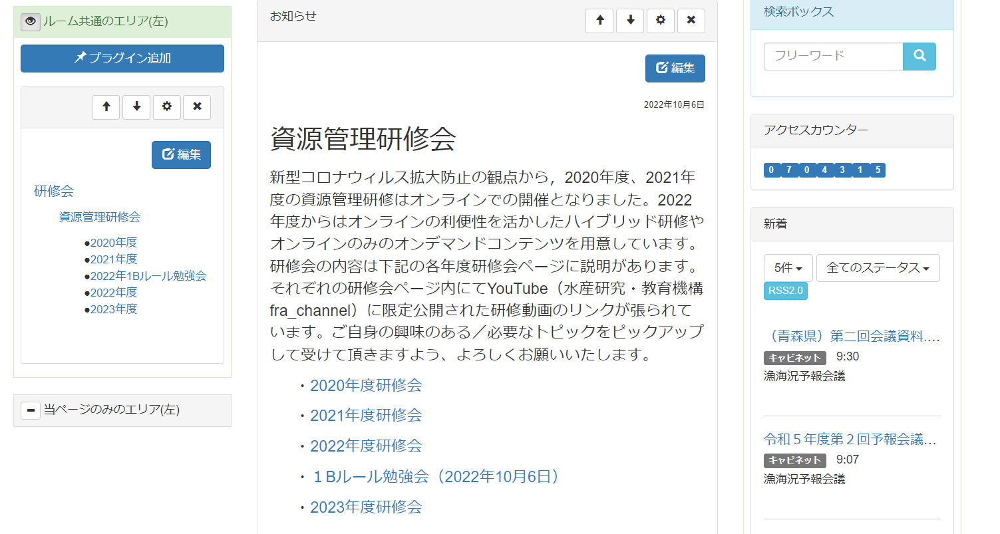 ルーム共通のエリア(左)
プラグイン追加
編集
研修会
資源管理研修会
●2020年度
●2021年度
●2022年1Bルール勉強会
●2022年度
●2023年度
当ページのみのエリア(左)
お知らせ
編集
2022年10月6日
資源管理研修会
新型コロナウィルス拡大防止の観点から，2020年度、2021年
度の資源管理研修はオンラインでの開催となりました。2022
年度からはオンラインの利便性を活かしたハイブリッド研修や
オンラインのみのオンデマンドコンテンツを用意しています。
研修会の内容は下記の各年度研修会ページに説明があります。
それぞれの研修会ページ内にてYouTube（水産研究・教育機構
fra_channel）に限定公開された研修動画のリンクが張られて
います。ご自身の興味のある／必要なトピックをピックアップ
して受けて頂きますよう、よろしくお願いいたします。
・2020年度研修会
・2021年度研修会
・2022年度研修会
・１Bルール勉強会（2022年10月6日）
・2023年度研修会
検索ボックス
フリーワード
アクセスカウンター
0 7 0 4 3 1 5
新着
5件 全てのステータス
RSS2.0
（青森県）第二回会議資料....
キャビネット 9:30
漁海況予報会議
令和５年度第２回予報会議...
キャビネット 9:07
漁海況予報会議